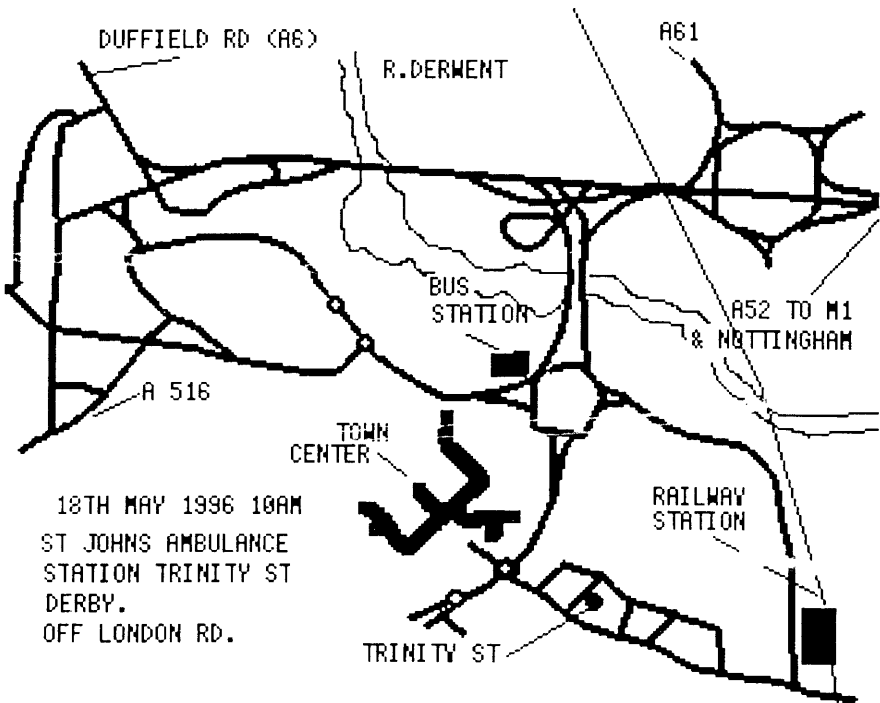 DUFFIELD RD (A6)
A61
R.DERWENT
BUS
STATION
A52 TO M1
& NOTTINGHAM
A 516
TOWN
CENTER
RAILWAY
STATION
18TH MAY 1996 10AM
ST JOHNS AMBULANCE
STATION TRINITY ST
DERBY.
OFF LONDON RD.
TRINITY ST